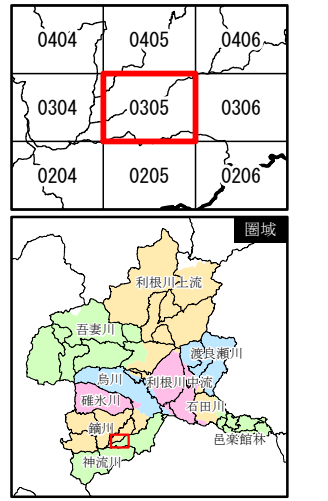 0404 0405 0406
0304 0305 0306
0204 0205 0206
圏域
利根川上流
吾妻川
渡良瀬川
烏川 利根川中流
碓氷川
石田川
鏑川
邑楽館林
神流川